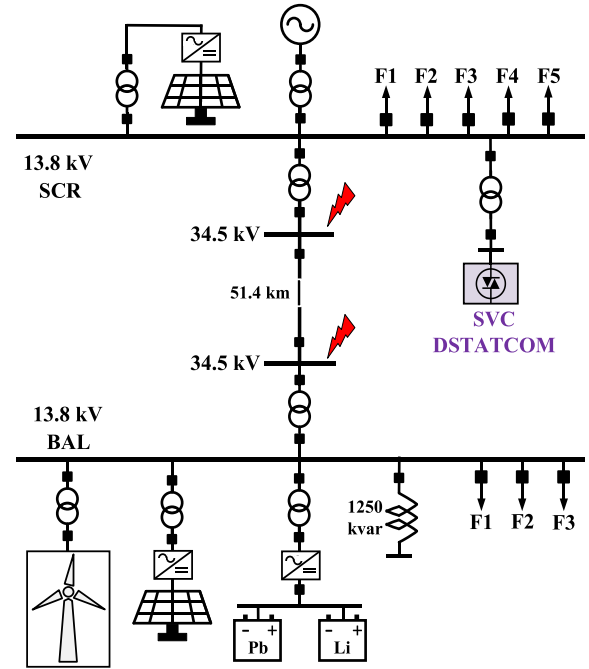 F1 F2 F3 F4 F5
13.8 kV
SCR
34.5 kV
51.4 km
SVC
DSTATCOM
34.5 kV
13.8 kV
BAL
1250
kvar
F1 F2 F3
- + - +
Pb Li